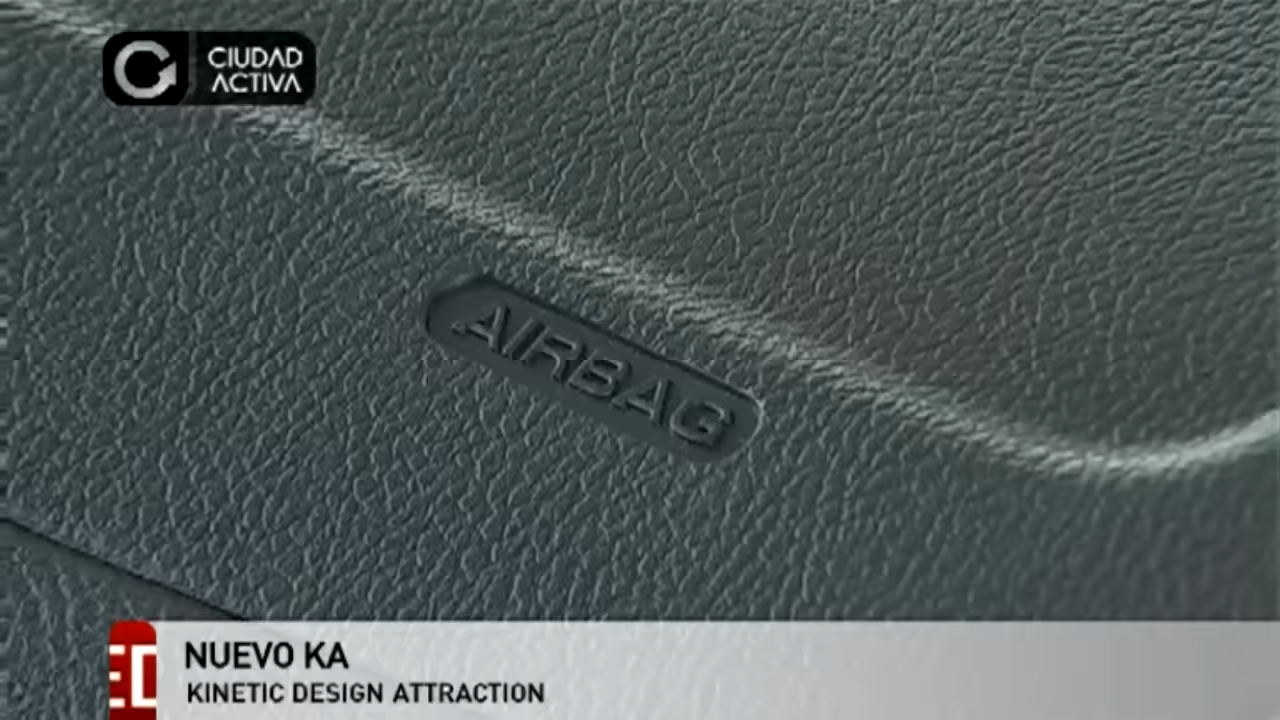 CIUDAD
ACTIVA
AIRBAG
NUEVO KA
KINETIC DESIGN ATTRACTION